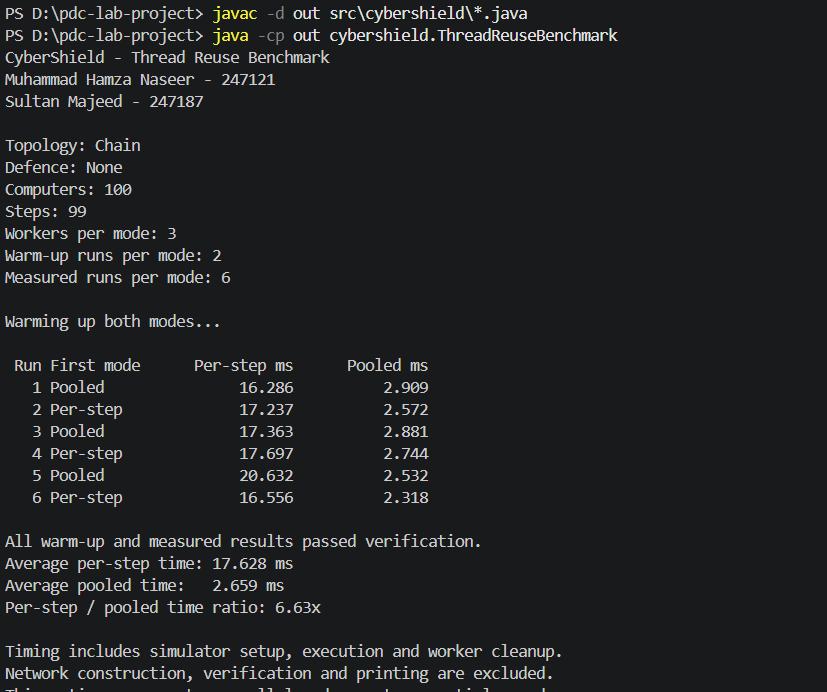 PS D:\pdc-lab-project> javac -d out src\cybershield\*.java
PS D:\pdc-lab-project> java -cp out cybershield.ThreadReuseBenchmark
CyberShield - Thread Reuse Benchmark
Muhammad Hamza Naseer - 247121
Sultan Majeed - 247187
Topology: Chain
Defence: None
Computers: 100
Steps: 99
Workers per mode: 3
Warm-up runs per mode: 2
Measured runs per mode: 6
Warming up both modes...
Run First mode Per-step ms Pooled ms
1 Pooled 16.286 2.909
2 Per-step 17.237 2.572
3 Pooled 17.363 2.881
4 Per-step 17.697 2.744
5 Pooled 20.632 2.532
6 Per-step 16.556 2.318
All warm-up and measured results passed verification.
Average per-step time: 17.628 ms
Average pooled time: 2.659 ms
Per-step / pooled time ratio: 6.63x
Timing includes simulator setup, execution and worker cleanup.
Network construction, verification and printing are excluded.